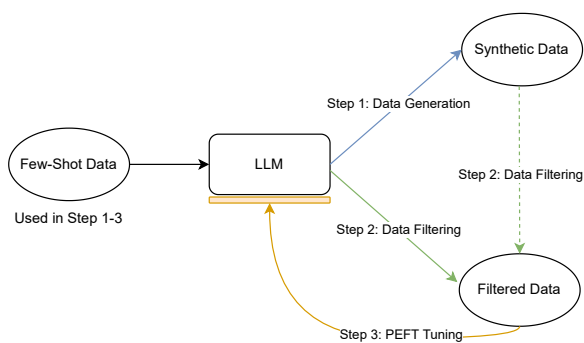 Synthetic Data
Step 1: Data Generation
Few-Shot Data
LLM
Step 2: Data Filtering
Used in Step 1-3
Step 2: Data Filtering
Filtered Data
Step 3: PEFT Tuning